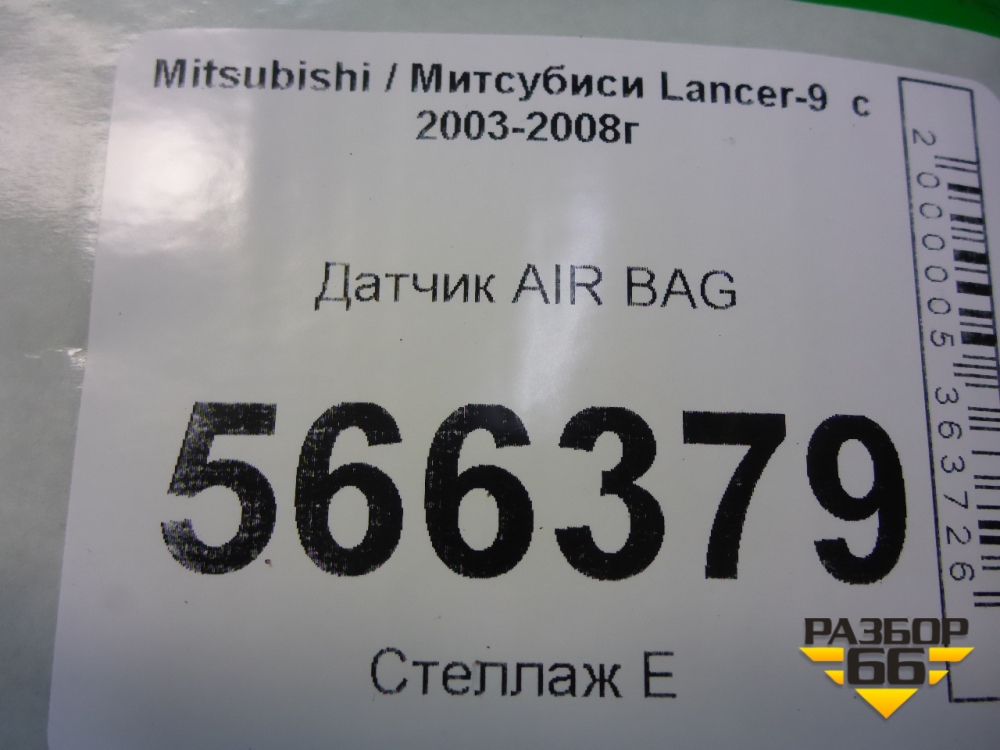 Mitsubishi / Митсубиси Lancer-9 с
2003-2008г
Датчик AIR BAG
566379
Стеллаж Е
2000005363726
РАЗБОР
66